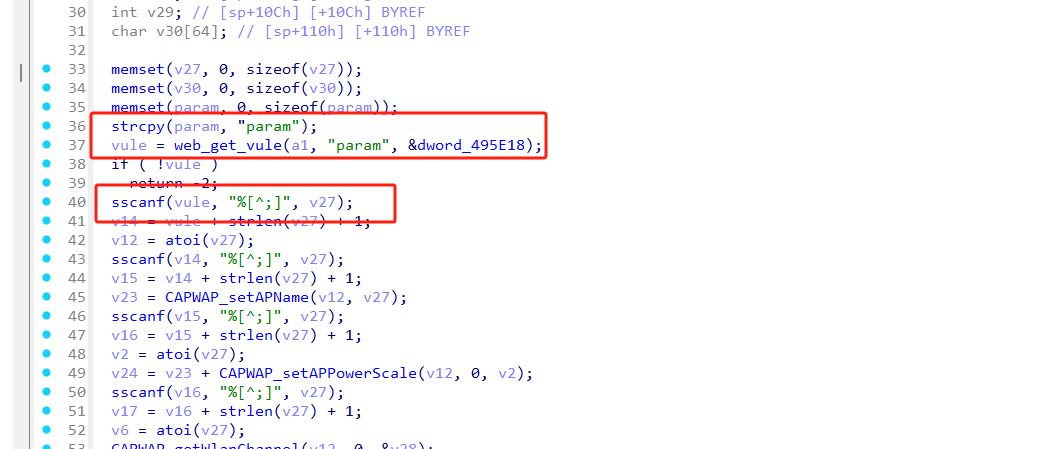 30 int v29; // [sp+10Ch] [+10Ch] BYREF
31 char v30[64]; // [sp+110h] [+110h] BYREF
32
33 memset(v27, 0, sizeof(v27));
34 memset(v30, 0, sizeof(v30));
35 memset(param, 0, sizeof(param));
36 strcpy(param, "param");
37 vule = web_get_vule(a1, "param", &dword_495E18);
38 if ( !vule )
39 return -2;
40 sscanf(vule, "%[^;]", v27);
41 v14 = vule + strlen(v27) + 1;
42 v12 = atoi(v27);
43 sscanf(v14, "%[^;]", v27);
44 v15 = v14 + strlen(v27) + 1;
45 v23 = CAPWAP_setAPName(v12, v27);
46 sscanf(v15, "%[^;]", v27);
47 v16 = v15 + strlen(v27) + 1;
48 v2 = atoi(v27);
49 v24 = v23 + CAPWAP_setAPPowerScale(v12, 0, v2);
50 sscanf(v16, "%[^;]", v27);
51 v17 = v16 + strlen(v27) + 1;
52 v6 = atoi(v27);
53 CAPWAP_getWlanChannel(v12, 0, &v28);